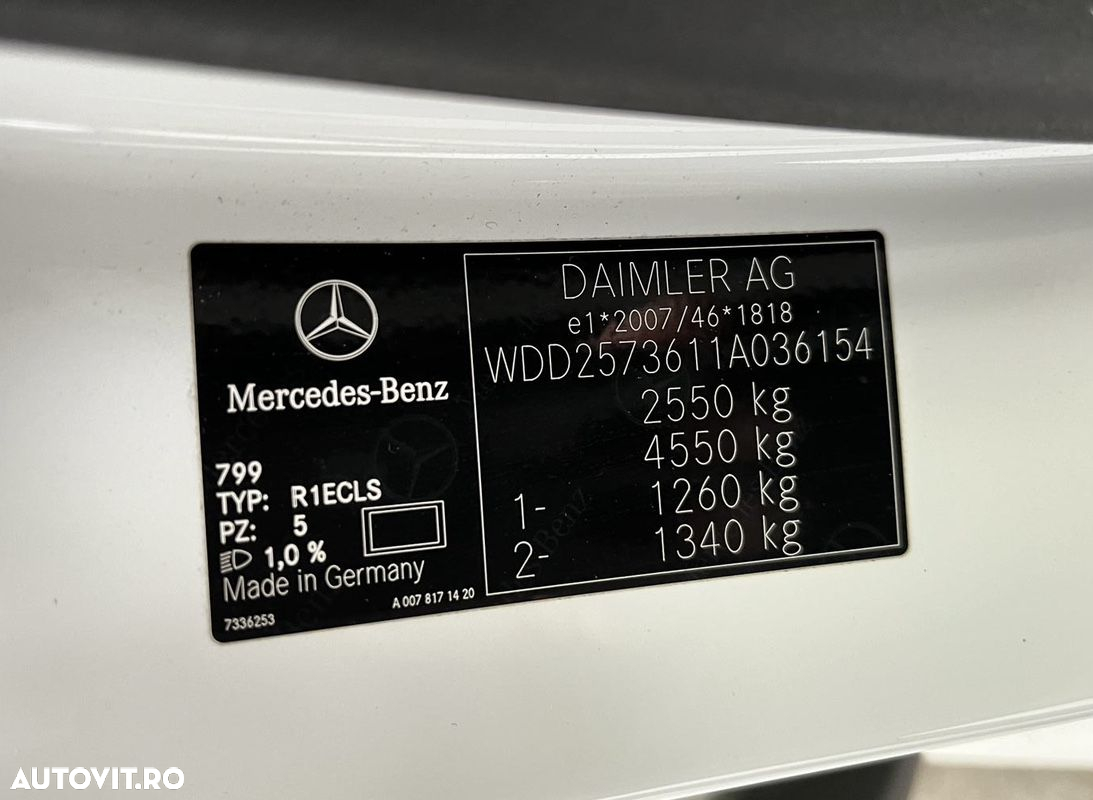 Mercedes-Benz
799
TYP: R1ECLS
PZ: 5
1,0 %
Made in Germany
A 007 817 14 20
7336253
DAIMLER AG
e1*2007/46*1818
WDD2573611A036154
2550 kg
4550 kg
1- 1260 kg
2- 1340 kg
AUTOVIT.RO